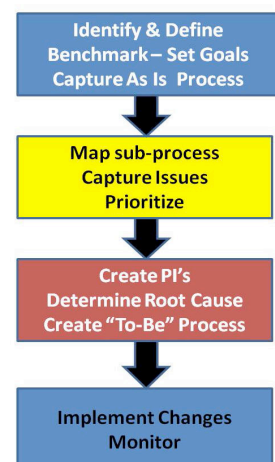 Identify & Define
Benchmark – Set Goals
Capture As Is Process
Map sub-process
Capture Issues
Prioritize
Create PI's
Determine Root Cause
Create "To-Be" Process
Implement Changes
Monitor